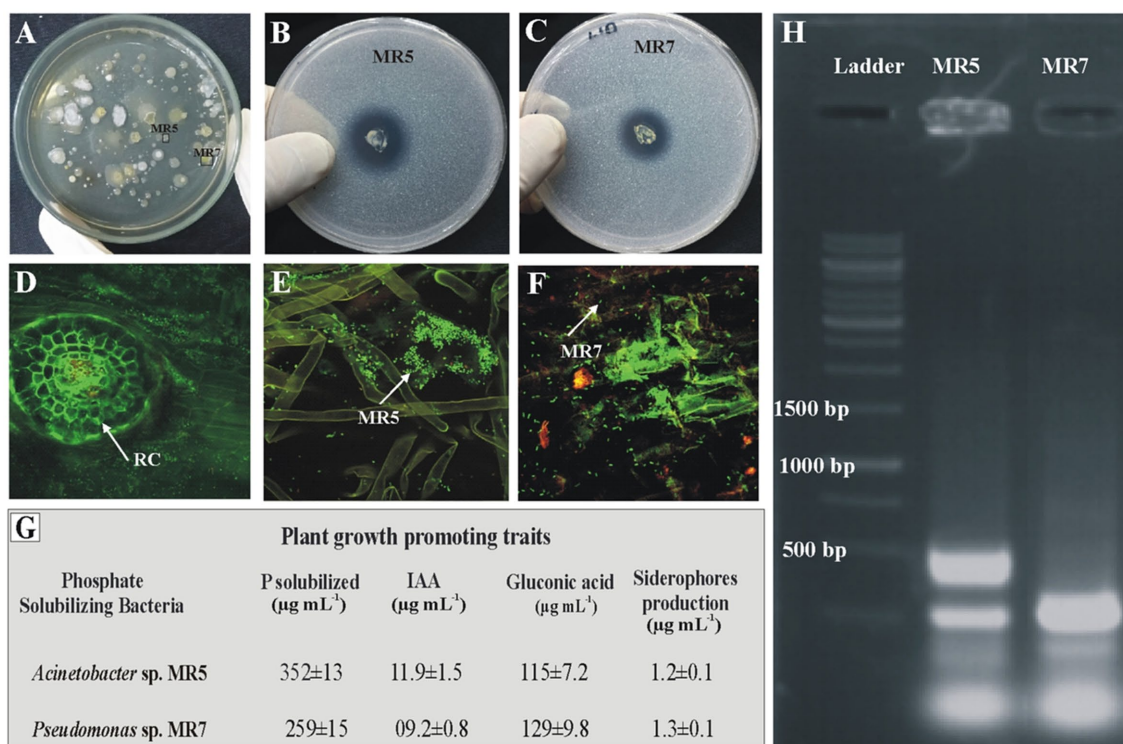 A
MR5
MR7
B
MR5
C
MR7
D
RC
E
MR5
F
MR7
G
Plant growth promoting traits
Phosphate
Solubilizing Bacteria
P solubilized
(µg mL⁻¹)
IAA
(µg mL⁻¹)
Gluconic acid
(µg mL⁻¹)
Siderophores
production
(µg mL⁻¹)
Acinetobacter sp. MR5 352±13 11.9±1.5 115±7.2 1.2±0.1
Pseudomonas sp. MR7 259±15 09.2±0.8 129±9.8 1.3±0.1
H
Ladder MR5 MR7
1500 bp
1000 bp
500 bp